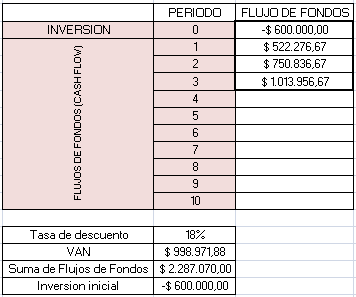 PERIODO FLUJO DE FONDOS
INVERSION 0 -$ 600.000,00
FLUJOS DE FONDOS (CASH FLOW)
1 $ 522.276,67
2 $ 750.836,67
3 $ 1.013.956,67
4
5
6
7
8
9
10
Tasa de descuento 18%
VAN $ 998.971,88
Suma de Flujos de Fondos $ 2.287.070,00
Inversion inicial -$ 600.000,00